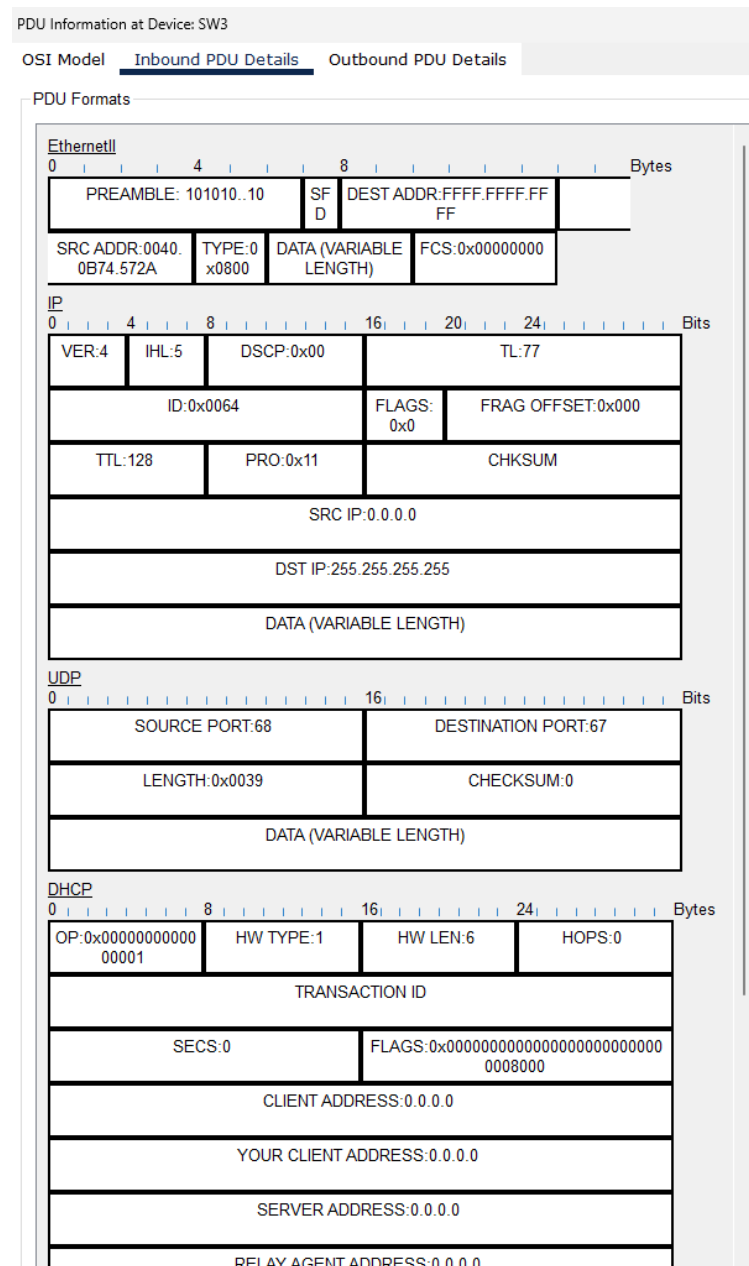 PDU Information at Device: SW3
OSI Model Inbound PDU Details Outbound PDU Details
PDU Formats
EthernetII
0 4 8 Bytes
PREAMBLE: 101010..10 SF DEST ADDR:FFFF.FFFF.FF
D FF
SRC ADDR:0040. TYPE:0 DATA (VARIABLE FCS:0x00000000
0B74.572A x0800 LENGTH)
IP
0 4 8 16 20 24 Bits
VER:4 IHL:5 DSCP:0x00 TL:77
ID:0x0064 FLAGS: FRAG OFFSET:0x000
0x0
TTL:128 PRO:0x11 CHKSUM
SRC IP:0.0.0.0
DST IP:255.255.255.255
DATA (VARIABLE LENGTH)
UDP
0 16 Bits
SOURCE PORT:68 DESTINATION PORT:67
LENGTH:0x0039 CHECKSUM:0
DATA (VARIABLE LENGTH)
DHCP
0 8 16 24 Bytes
OP:0x00000000000 HW TYPE:1 HW LEN:6 HOPS:0
00001
TRANSACTION ID
SECS:0 FLAGS:0x000000000000000000000000
0008000
CLIENT ADDRESS:0.0.0.0
YOUR CLIENT ADDRESS:0.0.0.0
SERVER ADDRESS:0.0.0.0
RELAY AGENT ADDRESS:0.0.0.0